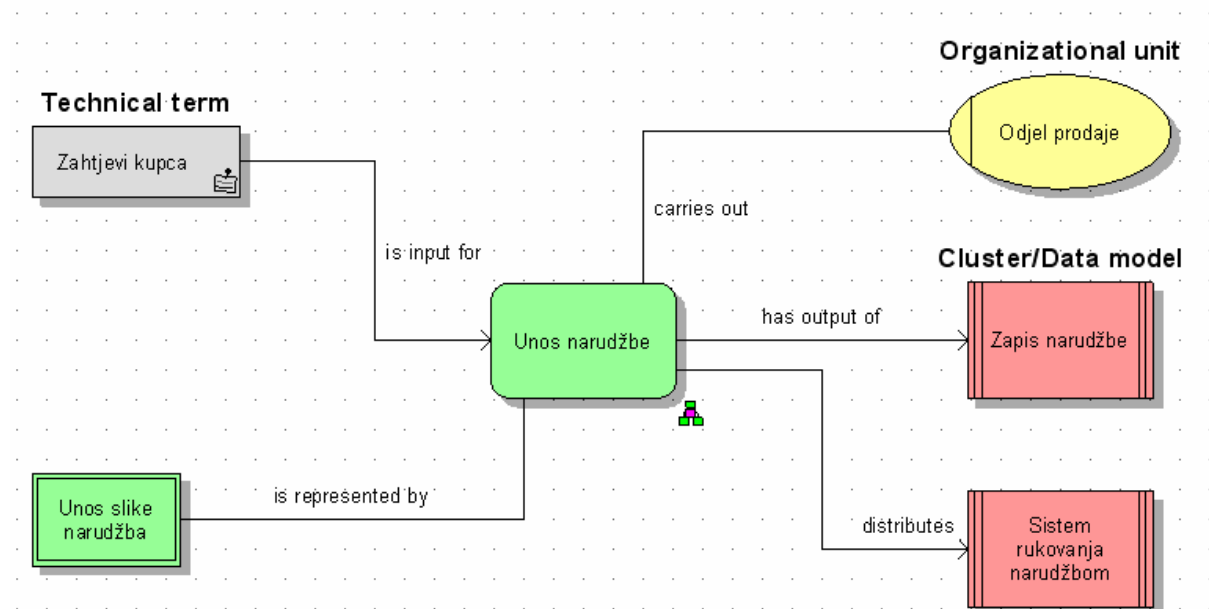 Organizational unit
Technical term
Odjel prodaje
Zahtjevi kupca
carries out
is input for
Cluster/Data model
has output of
Unos narudžbe
Zapis narudžbe
is represented by
Unos slike
narudžba
distributes
Sistem
rukovanja
narudžbom